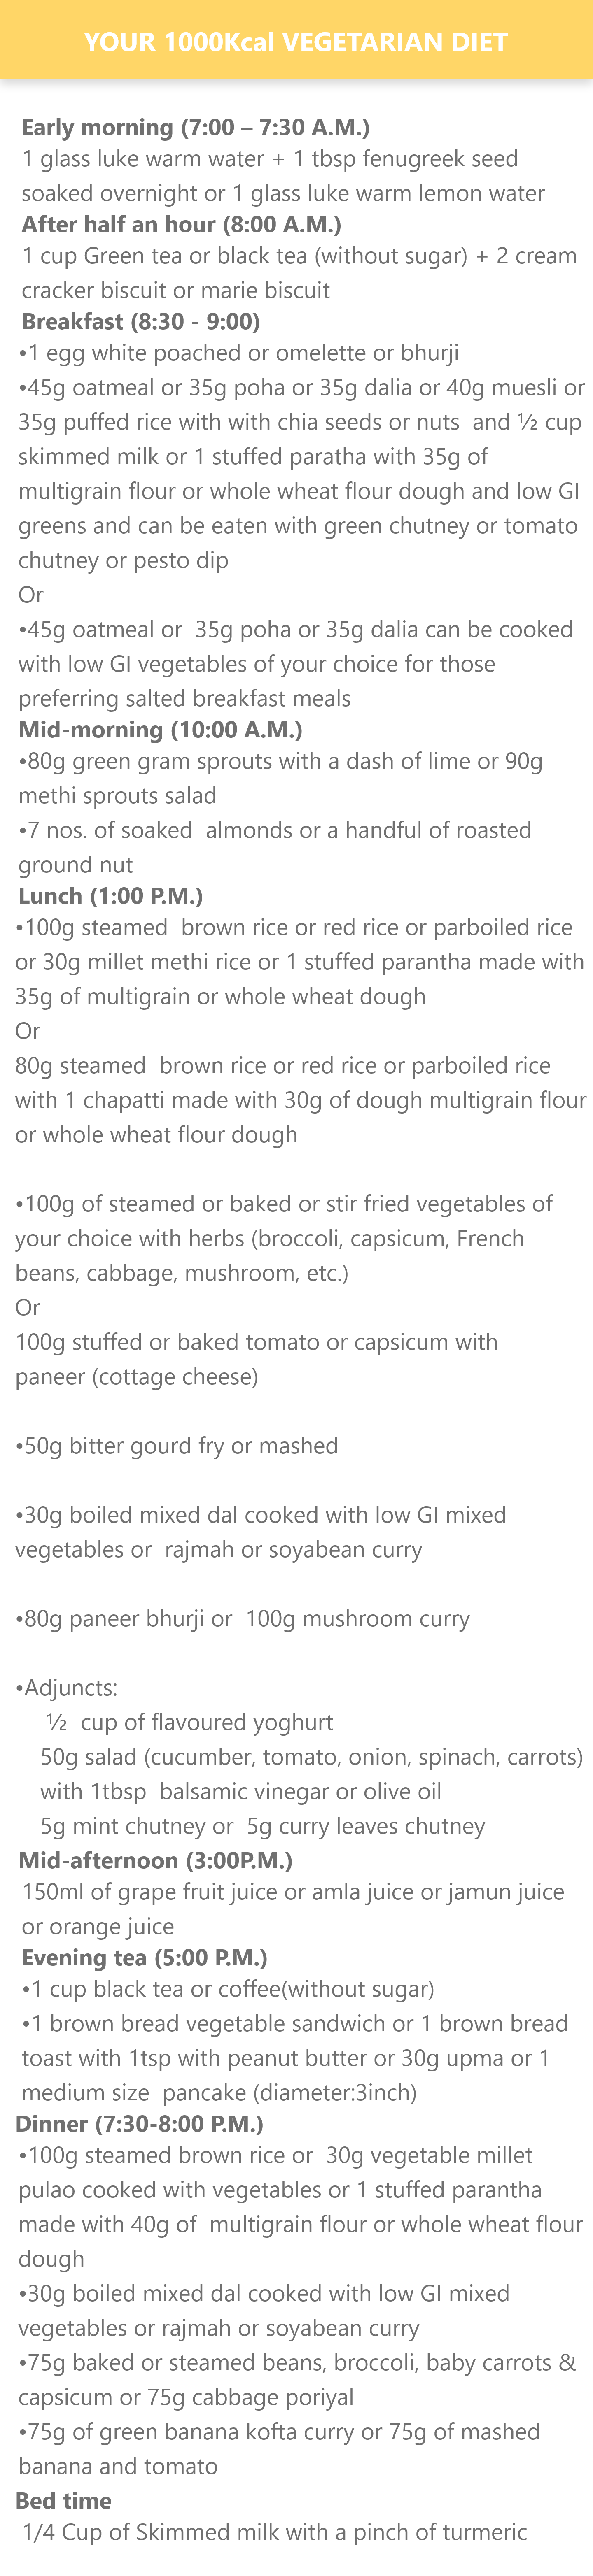 YOUR 1000Kcal VEGETARIAN DIET
Early morning (7:00 – 7:30 A.M.)
1 glass luke warm water + 1 tbsp fenugreek seed
soaked overnight or 1 glass luke warm lemon water
After half an hour (8:00 A.M.)
1 cup Green tea or black tea (without sugar) + 2 cream
cracker biscuit or marie biscuit
Breakfast (8:30 - 9:00)
•1 egg white poached or omelette or bhurji
•45g oatmeal or 35g poha or 35g dalia or 40g muesli or
35g puffed rice with with chia seeds or nuts and ½ cup
skimmed milk or 1 stuffed paratha with 35g of
multigrain flour or whole wheat flour dough and low GI
greens and can be eaten with green chutney or tomato
chutney or pesto dip
Or
•45g oatmeal or 35g poha or 35g dalia can be cooked
with low GI vegetables of your choice for those
preferring salted breakfast meals
Mid-morning (10:00 A.M.)
•80g green gram sprouts with a dash of lime or 90g
methi sprouts salad
•7 nos. of soaked almonds or a handful of roasted
ground nut
Lunch (1:00 P.M.)
•100g steamed brown rice or red rice or parboiled rice
or 30g millet methi rice or 1 stuffed parantha made with
35g of multigrain or whole wheat dough
Or
80g steamed brown rice or red rice or parboiled rice
with 1 chapatti made with 30g of dough multigrain flour
or whole wheat flour dough
•100g of steamed or baked or stir fried vegetables of
your choice with herbs (broccoli, capsicum, French
beans, cabbage, mushroom, etc.)
Or
100g stuffed or baked tomato or capsicum with
paneer (cottage cheese)
•50g bitter gourd fry or mashed
•30g boiled mixed dal cooked with low GI mixed
vegetables or rajmah or soyabean curry
•80g paneer bhurji or 100g mushroom curry
•Adjuncts:
½ cup of flavoured yoghurt
50g salad (cucumber, tomato, onion, spinach, carrots)
with 1tbsp balsamic vinegar or olive oil
5g mint chutney or 5g curry leaves chutney
Mid-afternoon (3:00P.M.)
150ml of grape fruit juice or amla juice or jamun juice
or orange juice
Evening tea (5:00 P.M.)
•1 cup black tea or coffee(without sugar)
•1 brown bread vegetable sandwich or 1 brown bread
toast with 1tsp with peanut butter or 30g upma or 1
medium size pancake (diameter:3inch)
Dinner (7:30-8:00 P.M.)
•100g steamed brown rice or 30g vegetable millet
pulao cooked with vegetables or 1 stuffed parantha
made with 40g of multigrain flour or whole wheat flour
dough
•30g boiled mixed dal cooked with low GI mixed
vegetables or rajmah or soyabean curry
•75g baked or steamed beans, broccoli, baby carrots &
capsicum or 75g cabbage poriyal
•75g of green banana kofta curry or 75g of mashed
banana and tomato
Bed time
1/4 Cup of Skimmed milk with a pinch of turmeric